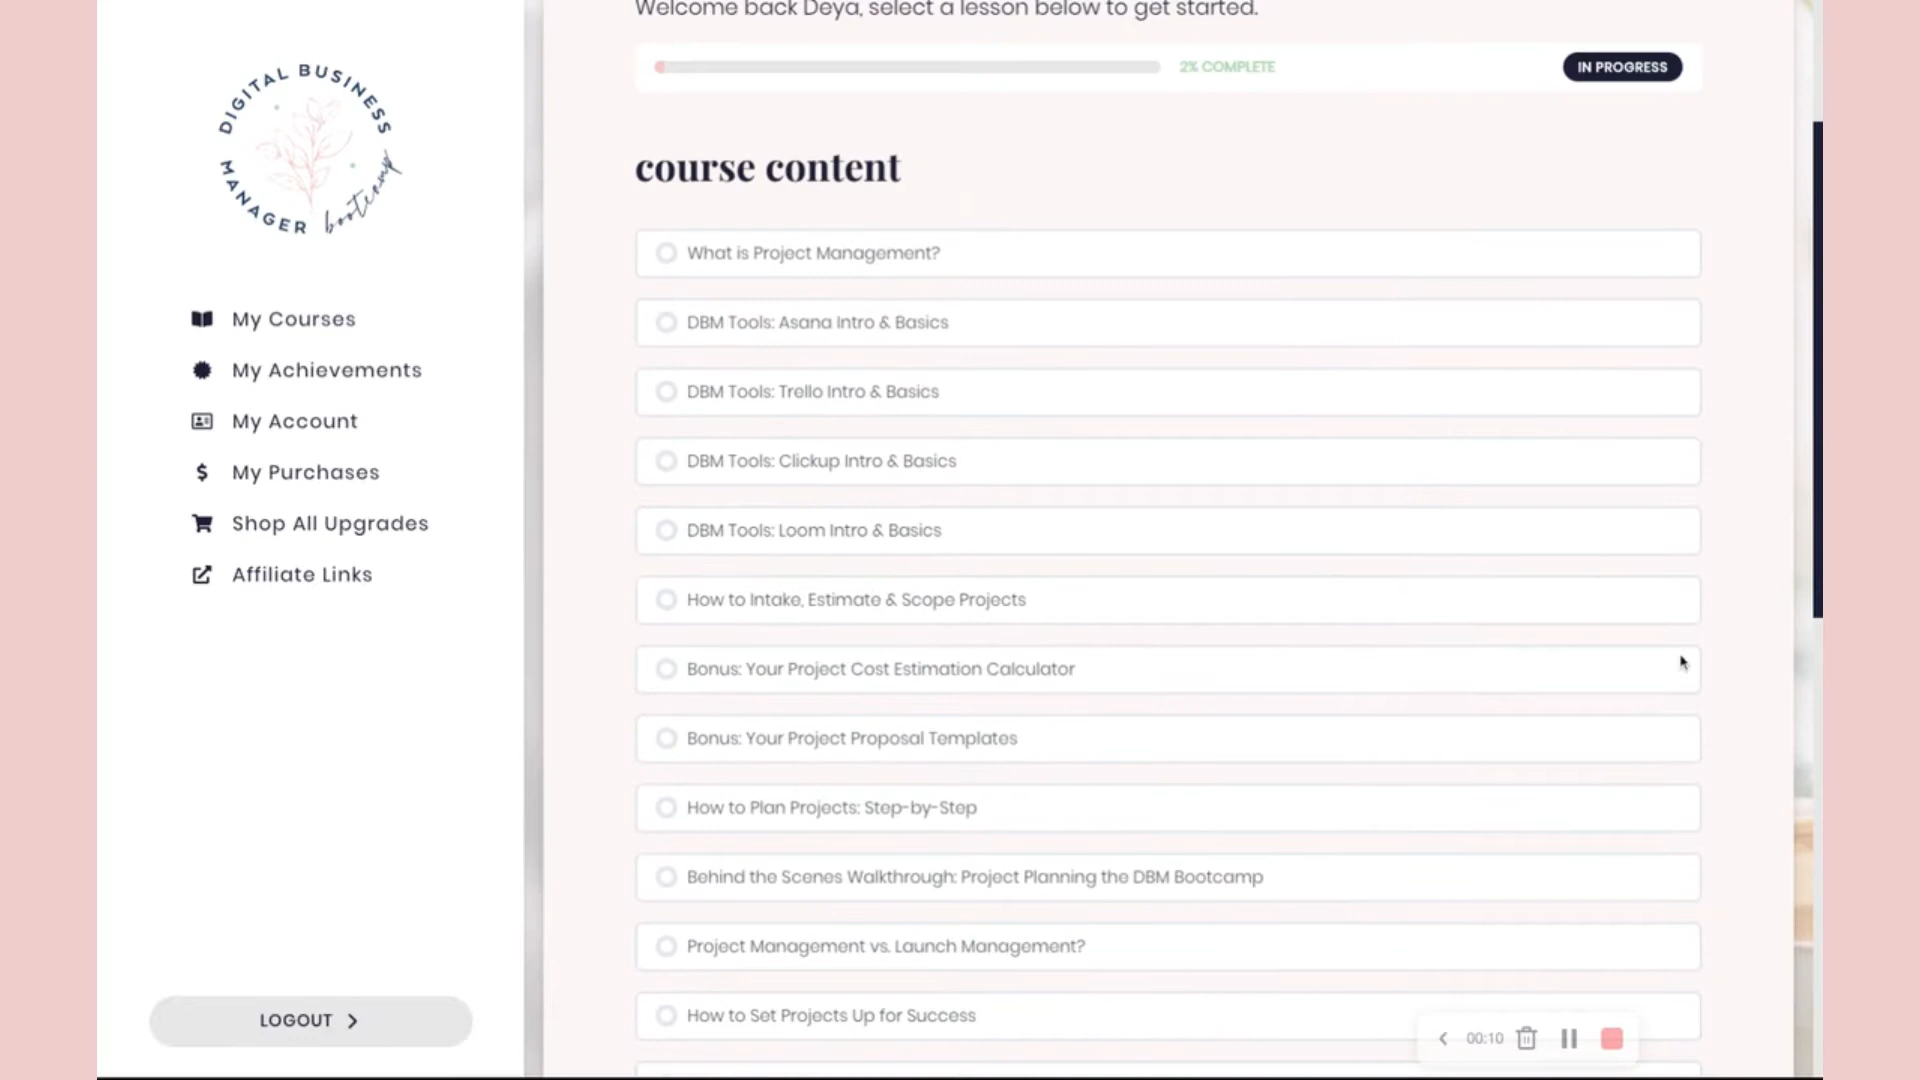 DIGITAL BUSINESS
MANAGER bootcamp
My Courses
My Achievements
My Account
My Purchases
Shop All Upgrades
Affiliate Links
LOGOUT
Welcome back Deya, select a lesson below to get started.
2% COMPLETE
IN PROGRESS
course content
What is Project Management?
DBM Tools: Asana Intro & Basics
DBM Tools: Trello Intro & Basics
DBM Tools: Clickup Intro & Basics
DBM Tools: Loom Intro & Basics
How to Intake, Estimate & Scope Projects
Bonus: Your Project Cost Estimation Calculator
Bonus: Your Project Proposal Templates
How to Plan Projects: Step-by-Step
Behind the Scenes Walkthrough: Project Planning the DBM Bootcamp
Project Management vs. Launch Management?
How to Set Projects Up for Success
00:10